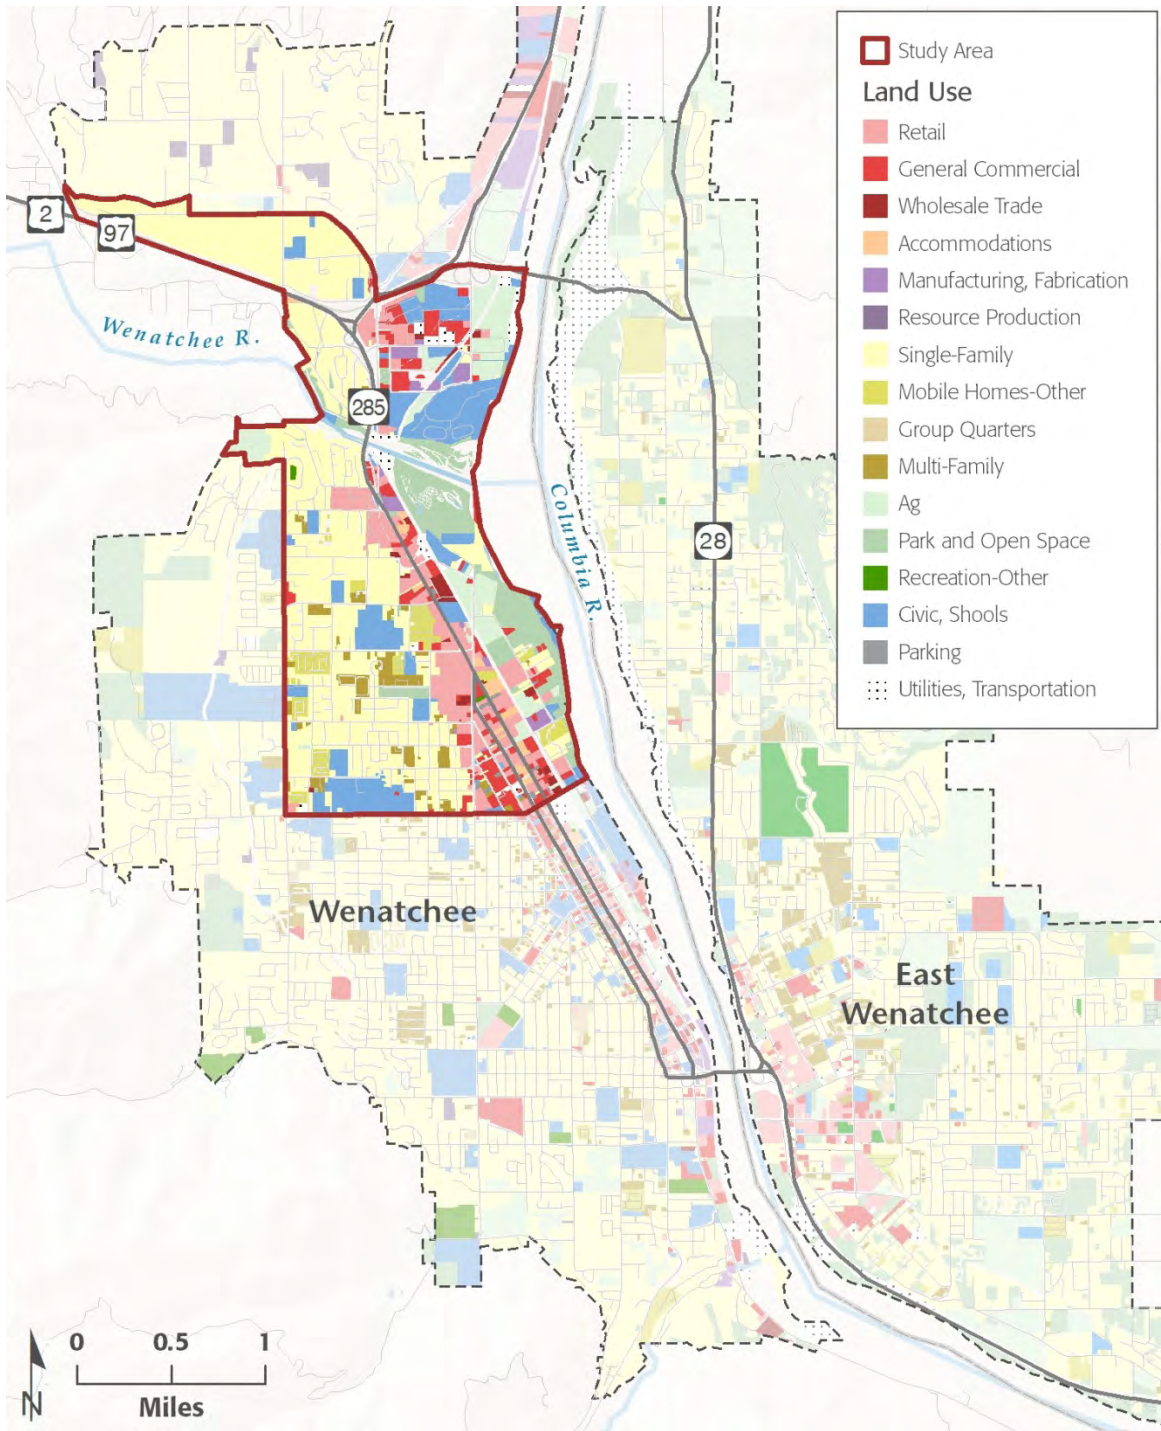 Study Area
Land Use
Retail
General Commercial
Wholesale Trade
Accommodations
Manufacturing, Fabrication
Resource Production
Single-Family
Mobile Homes-Other
Group Quarters
Multi-Family
Ag
Park and Open Space
Recreation-Other
Civic, Shools
Parking
Utilities, Transportation
2
97
Wenatchee R.
285
Columbia R.
28
Wenatchee
East
Wenatchee
0 0.5 1
Miles
N